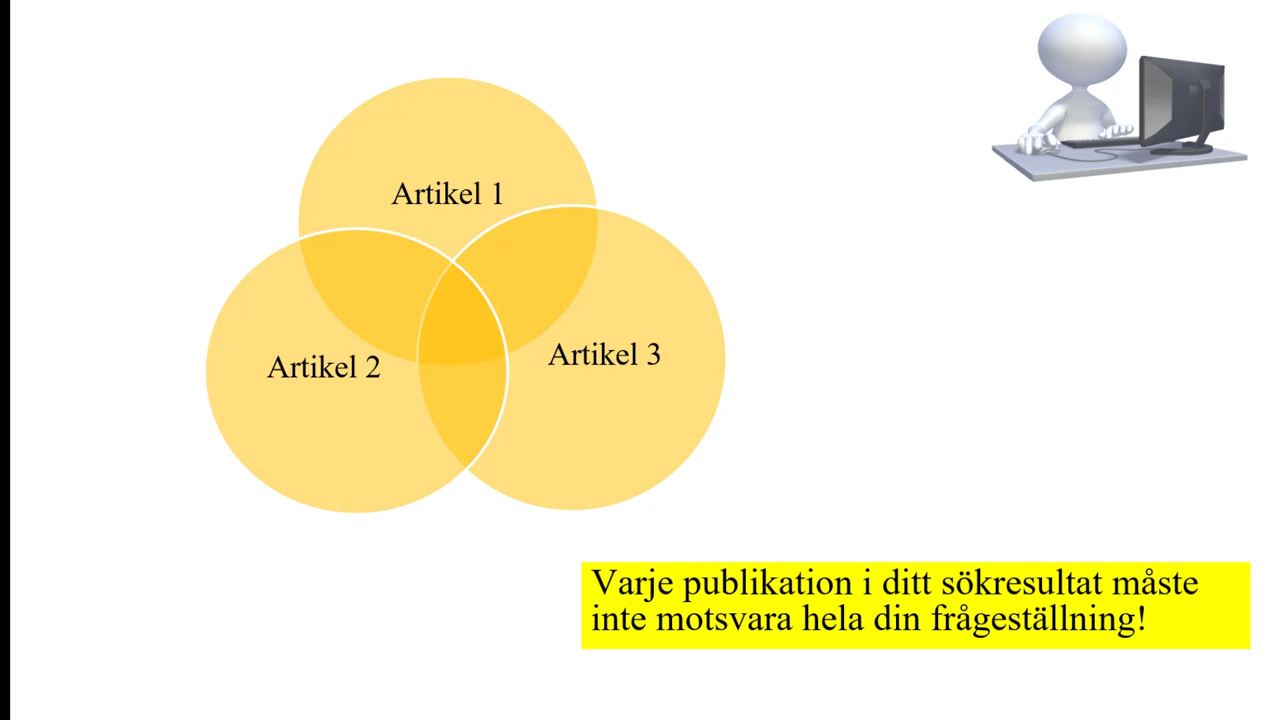 Artikel 1
Artikel 2
Artikel 3
Varje publikation i ditt sökresultat måste
inte motsvara hela din frågeställning!